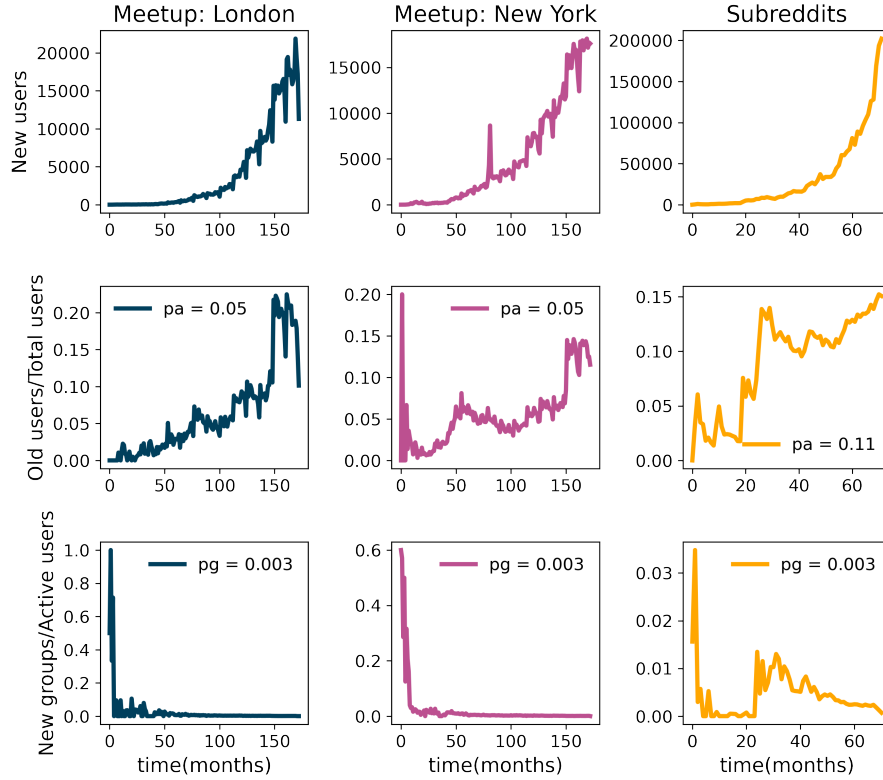 Meetup: London
Meetup: New York
Subreddits
New users
20000
15000
10000
5000
0
0 50 100 150
15000
10000
5000
0
0 50 100 150
200000
150000
100000
50000
0
0 20 40 60
Old users/Total users
0.20
0.15
0.10
0.05
0.00
pa = 0.05
0 50 100 150
0.20
0.15
0.10
0.05
0.00
pa = 0.05
0 50 100 150
0.15
0.10
0.05
0.00
pa = 0.11
0 20 40 60
New groups/Active users
1.0
0.8
0.6
0.4
0.2
0.0
pg = 0.003
0 50 100 150
time(months)
0.6
0.4
0.2
0.0
pg = 0.003
0 50 100 150
time(months)
0.03
0.02
0.01
0.00
pg = 0.003
0 20 40 60
time(months)